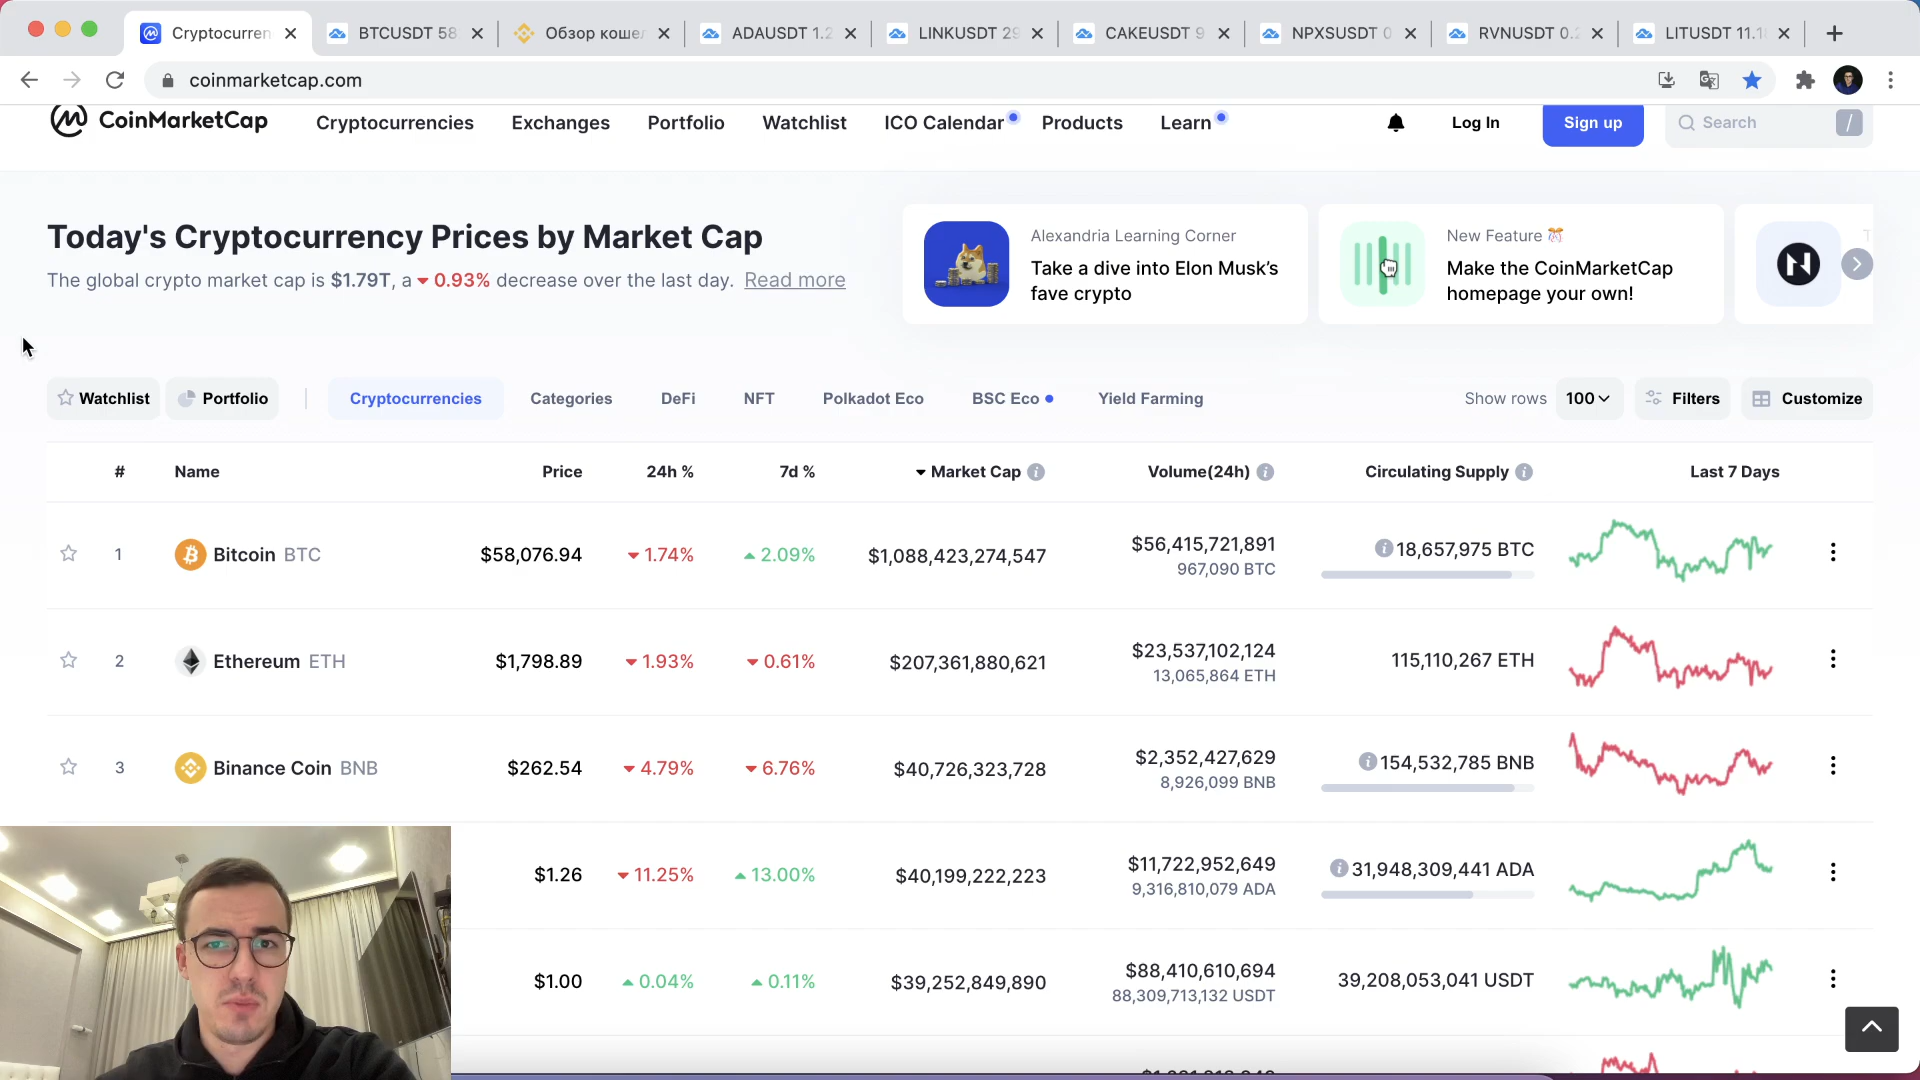 Cryptocurren
BTCUSDT 58
Обзор коше
ADAUSDT 1.2
LINKUSDT 29
CAKEUSDT 9
NPXSUSDT 0
RVNUSDT 0.2
LITUSDT 11.1
coinmarketcap.com
CoinMarketCap
Cryptocurrencies
Exchanges
Portfolio
Watchlist
ICO Calendar
Products
Learn
Log In
Sign up
Search
/
Today's Cryptocurrency Prices by Market Cap
The global crypto market cap is $1.79T, a 0.93% decrease over the last day. Read more
Alexandria Learning Corner
Take a dive into Elon Musk's
fave crypto
New Feature
Make the CoinMarketCap
homepage your own!
Watchlist
Portfolio
Cryptocurrencies
Categories
DeFi
NFT
Polkadot Eco
BSC Eco
Yield Farming
Show rows
100
Filters
Customize
# Name Price 24h % 7d % Market Cap Volume(24h) Circulating Supply Last 7 Days
1 Bitcoin BTC $58,076.94 1.74% 2.09% $1,088,423,274,547 $56,415,721,891 18,657,975 BTC
967,090 BTC
2 Ethereum ETH $1,798.89 1.93% 0.61% $207,361,880,621 $23,537,102,124 115,110,267 ETH
13,065,864 ETH
3 Binance Coin BNB $262.54 4.79% 6.76% $40,726,323,728 $2,352,427,629 154,532,785 BNB
8,926,099 BNB
$1.26 11.25% 13.00% $40,199,222,223 $11,722,952,649 31,948,309,441 ADA
9,316,810,079 ADA
$1.00 0.04% 0.11% $39,252,849,890 $88,410,610,694 39,208,053,041 USDT
88,309,713,132 USDT